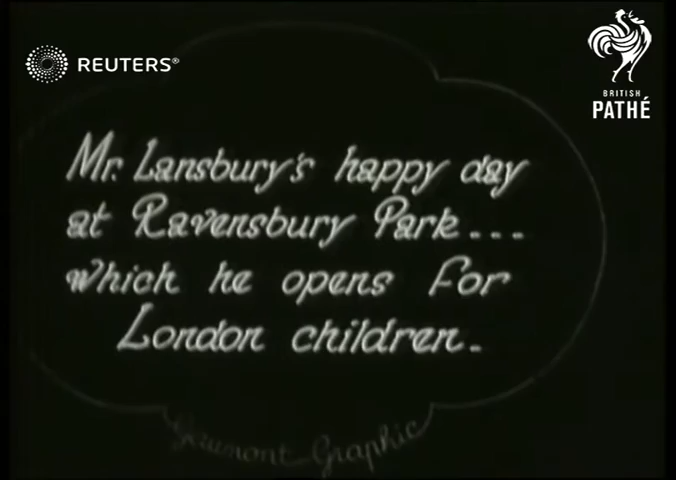 REUTERS®
BRITISH
PATHÉ
Mr. Lansbury's happy day
at Ravensbury Park...
which he opens for
London children.
Gaumont Graphic